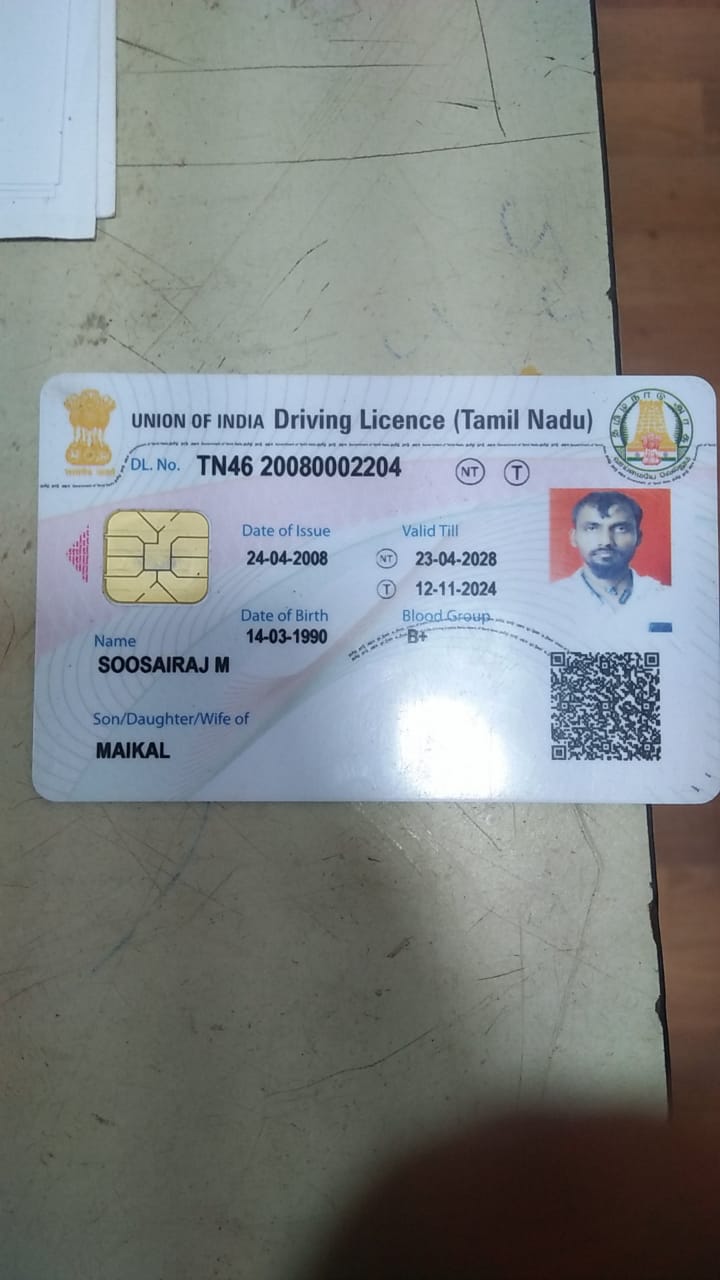 UNION OF INDIA Driving Licence (Tamil Nadu)
DL. No. TN46 20080002204 NT T
Date of Issue Valid Till
24-04-2008 NT 23-04-2028
T 12-11-2024
Date of Birth Blood Group
14-03-1990 B+
Name
SOOSAIRAJ M
Son/Daughter/Wife of
MAIKAL